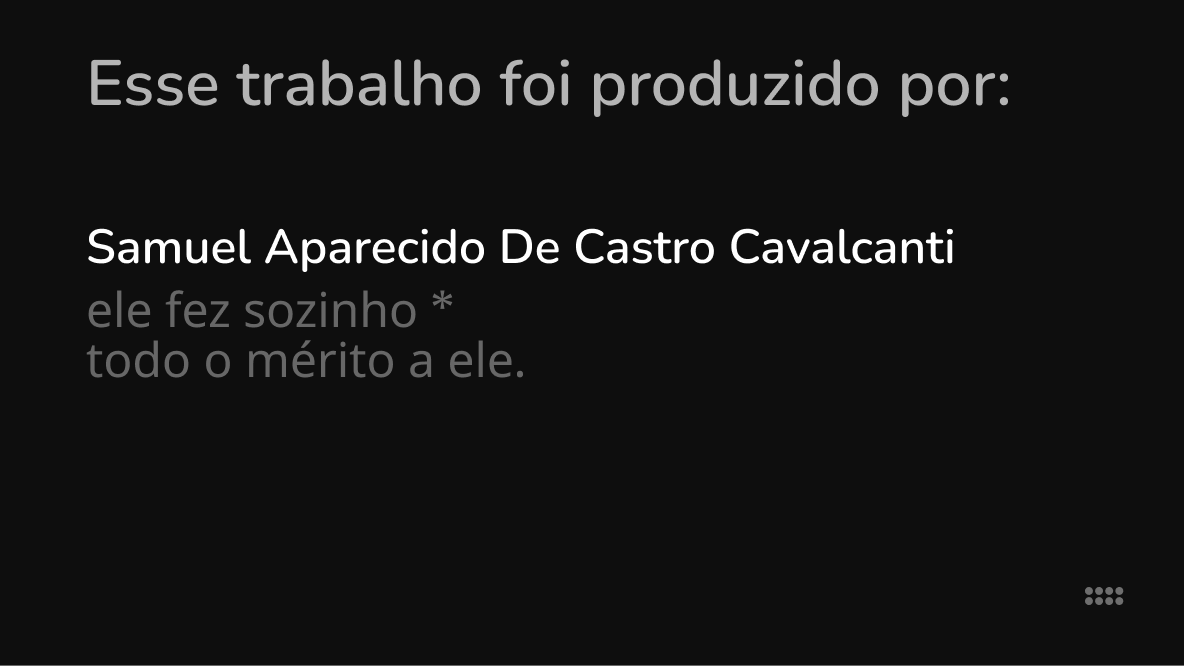 Esse trabalho foi produzido por:
Samuel Aparecido De Castro Cavalcanti
ele fez sozinho *
todo o mérito a ele.